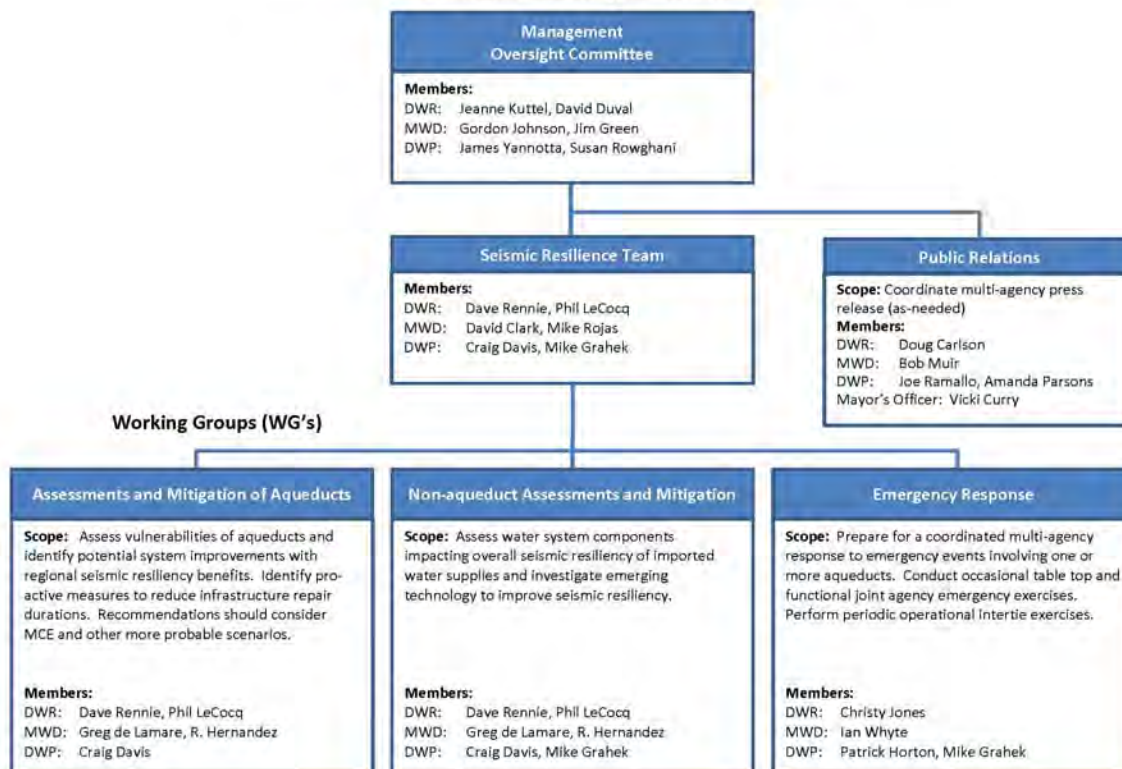 Management
Oversight Committee
Members:
DWR: Jeanne Kuttel, David Duval
MWD: Gordon Johnson, Jim Green
DWP: James Yannotta, Susan Rowghani
Seismic Resilience Team
Members:
DWR: Dave Rennie, Phil LeCocq
MWD: David Clark, Mike Rojas
DWP: Craig Davis, Mike Grahek
Public Relations
Scope: Coordinate multi-agency press
release (as-needed)
Members:
DWR: Doug Carlson
MWD: Bob Muir
DWP: Joe Ramallo, Amanda Parsons
Mayor's Officer: Vicki Curry
Working Groups (WG's)
Assessments and Mitigation of Aqueducts
Scope: Assess vulnerabilities of aqueducts and
identify potential system improvements with
regional seismic resiliency benefits. Identify pro-
active measures to reduce infrastructure repair
durations. Recommendations should consider
MCE and other more probable scenarios.
Members:
DWR: Dave Rennie, Phil LeCocq
MWD: Greg de Lamare, R. Hernandez
DWP: Craig Davis
Non-aqueduct Assessments and Mitigation
Scope: Assess water system components
impacting overall seismic resiliency of imported
water supplies and investigate emerging
technology to improve seismic resiliency.
Members:
DWR: Dave Rennie, Phil LeCocq
MWD: Greg de Lamare, R. Hernandez
DWP: Craig Davis, Mike Grahek
Emergency Response
Scope: Prepare for a coordinated multi-agency
response to emergency events involving one or
more aqueducts. Conduct occasional table top and
functional joint agency emergency exercises.
Perform periodic operational intertie exercises.
Members:
DWR: Christy Jones
MWD: Ian Whyte
DWP: Patrick Horton, Mike Grahek